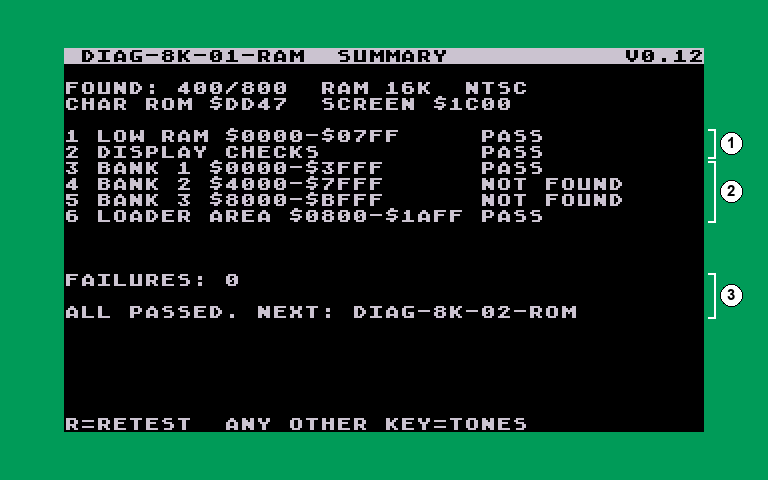 DIAG-8K-01-RAM SUMMARY V0.12
FOUND: 400/800 RAM 16K NTSC
CHAR ROM $DD47 SCREEN $1C00
1 LOW RAM $0000-$07FF PASS
2 DISPLAY CHECKS PASS
3 BANK 1 $0000-$3FFF PASS
4 BANK 2 $4000-$7FFF NOT FOUND
5 BANK 3 $8000-$BFFF NOT FOUND
6 LOADER AREA $0800-$1AFF PASS
1
2
FAILURES: 0
ALL PASSED. NEXT: DIAG-8K-02-ROM
3
R=RETEST ANY OTHER KEY=TONES